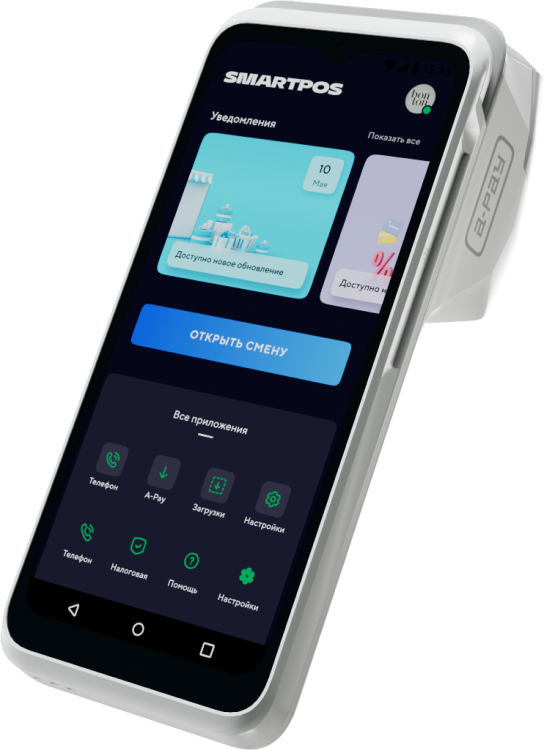 SMARTPOS
bon
ton
Уведомления
Показать все
10
Мая
Доступно новое обновление
%
Доступно н
ОТКРЫТЬ СМЕНУ
Все приложения
Телефон
A-Pay
Загрузки
Настройки
Телефон
Налоговая
Помощь
Настройки
a-pay